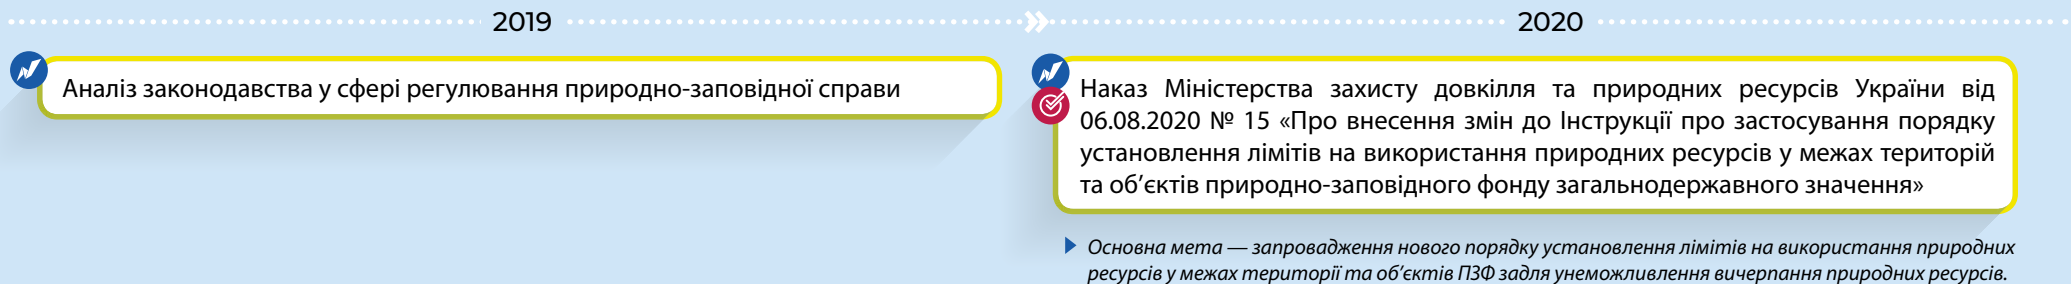 2019
2020
Аналіз законодавства у сфері регулювання природно-заповідної справи
Наказ Міністерства захисту довкілля та природних ресурсів України від
06.08.2020 № 15 «Про внесення змін до Інструкції про застосування порядку
установлення лімітів на використання природних ресурсів у межах територій
та об’єктів природно-заповідного фонду загальнодержавного значення»
Основна мета — запровадження нового порядку установлення лімітів на використання природних
ресурсів у межах території та об’єктів ПЗФ задля унеможливлення вичерпання природних ресурсів.